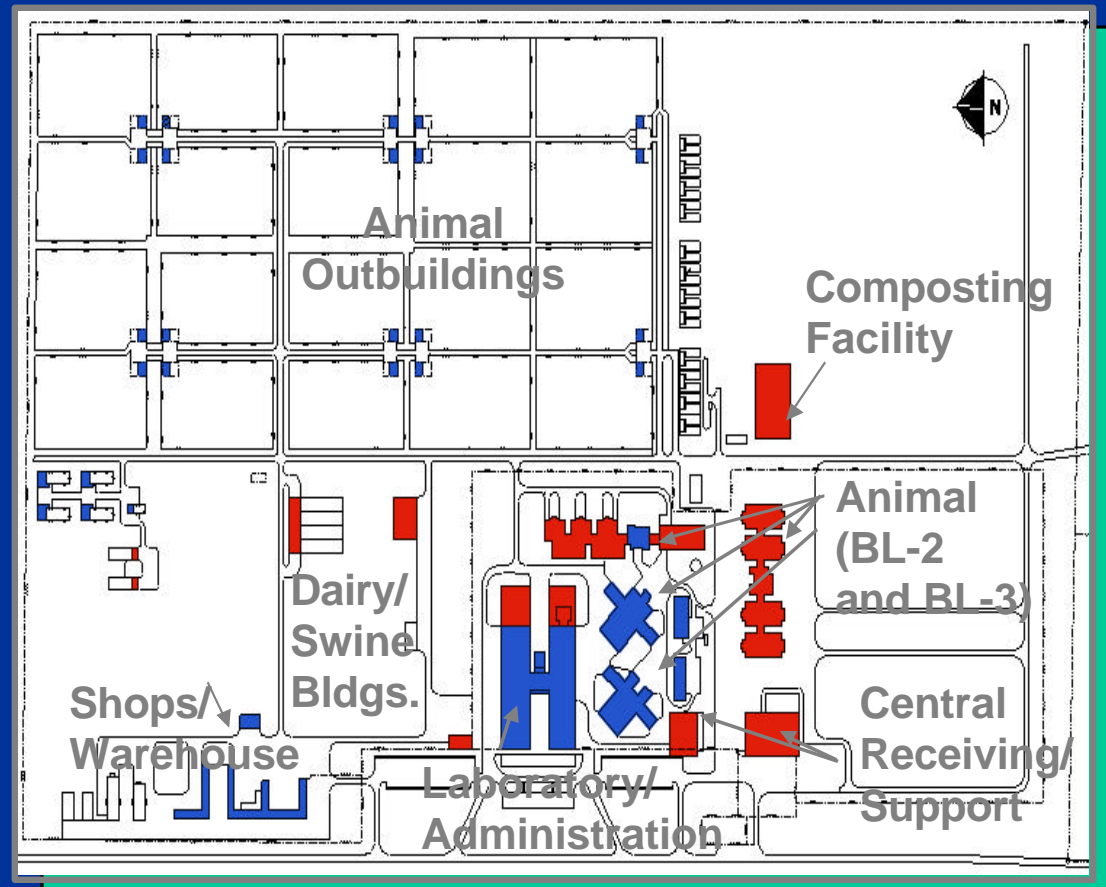 N
Animal
Outbuildings
Composting
Facility
Animal
(BL-2
and BL-3)
Dairy/
Swine
Bldgs.
Shops/
Warehouse
Central
Receiving/
Support
Laboratory/
Administration